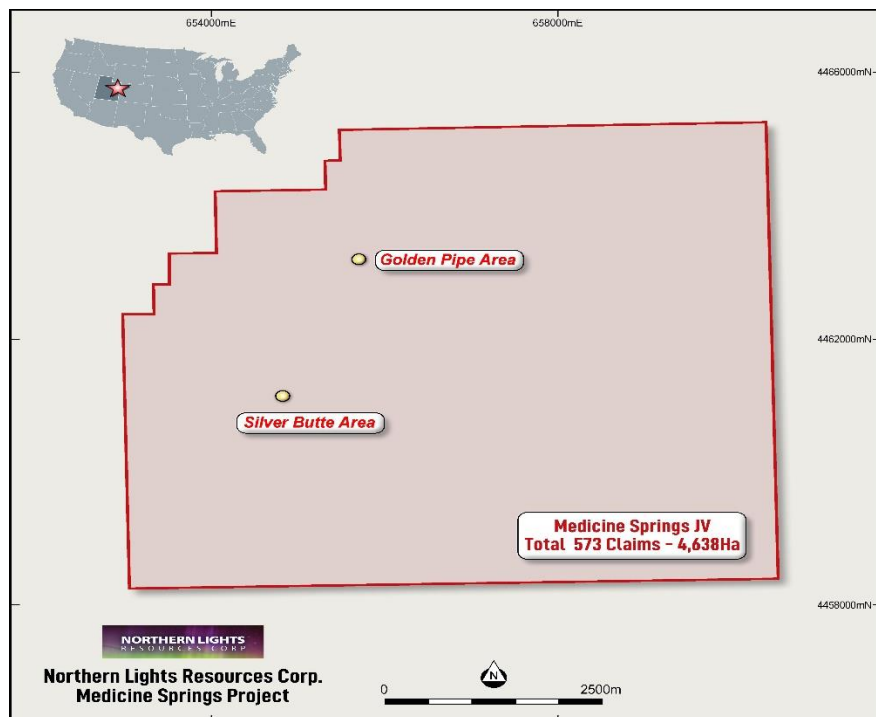 654000mE
658000mE
4466000mN
Golden Pipe Area
4462000mN
Silver Butte Area
Medicine Springs JV
Total 573 Claims - 4,638Ha
4458000mN
NORTHERN LIGHTS
RESOURCES CORP
Northern Lights Resources Corp.
Medicine Springs Project
N
0
2500m